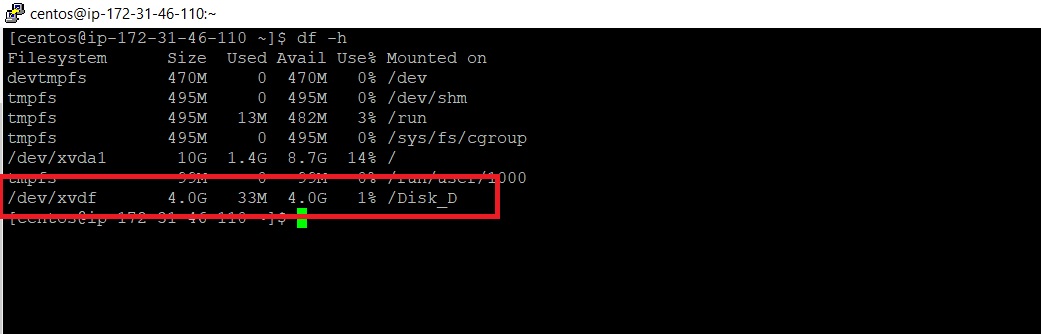 centos@ip-172-31-46-110:~
[centos@ip-172-31-46-110 ~]$ df -h
Filesystem      Size  Used Avail Use% Mounted on
devtmpfs        470M     0  470M   0% /dev
tmpfs           495M     0  495M   0% /dev/shm
tmpfs           495M   13M  482M   3% /run
tmpfs           495M     0  495M   0% /sys/fs/cgroup
/dev/xvda1       10G  1.4G  8.7G  14% /
tmpfs            99M     0   99M   0% /run/user/1000
/dev/xvdf       4.0G   33M  4.0G   1% /Disk_D
[centos@ip-172-31-46-110 ~]$